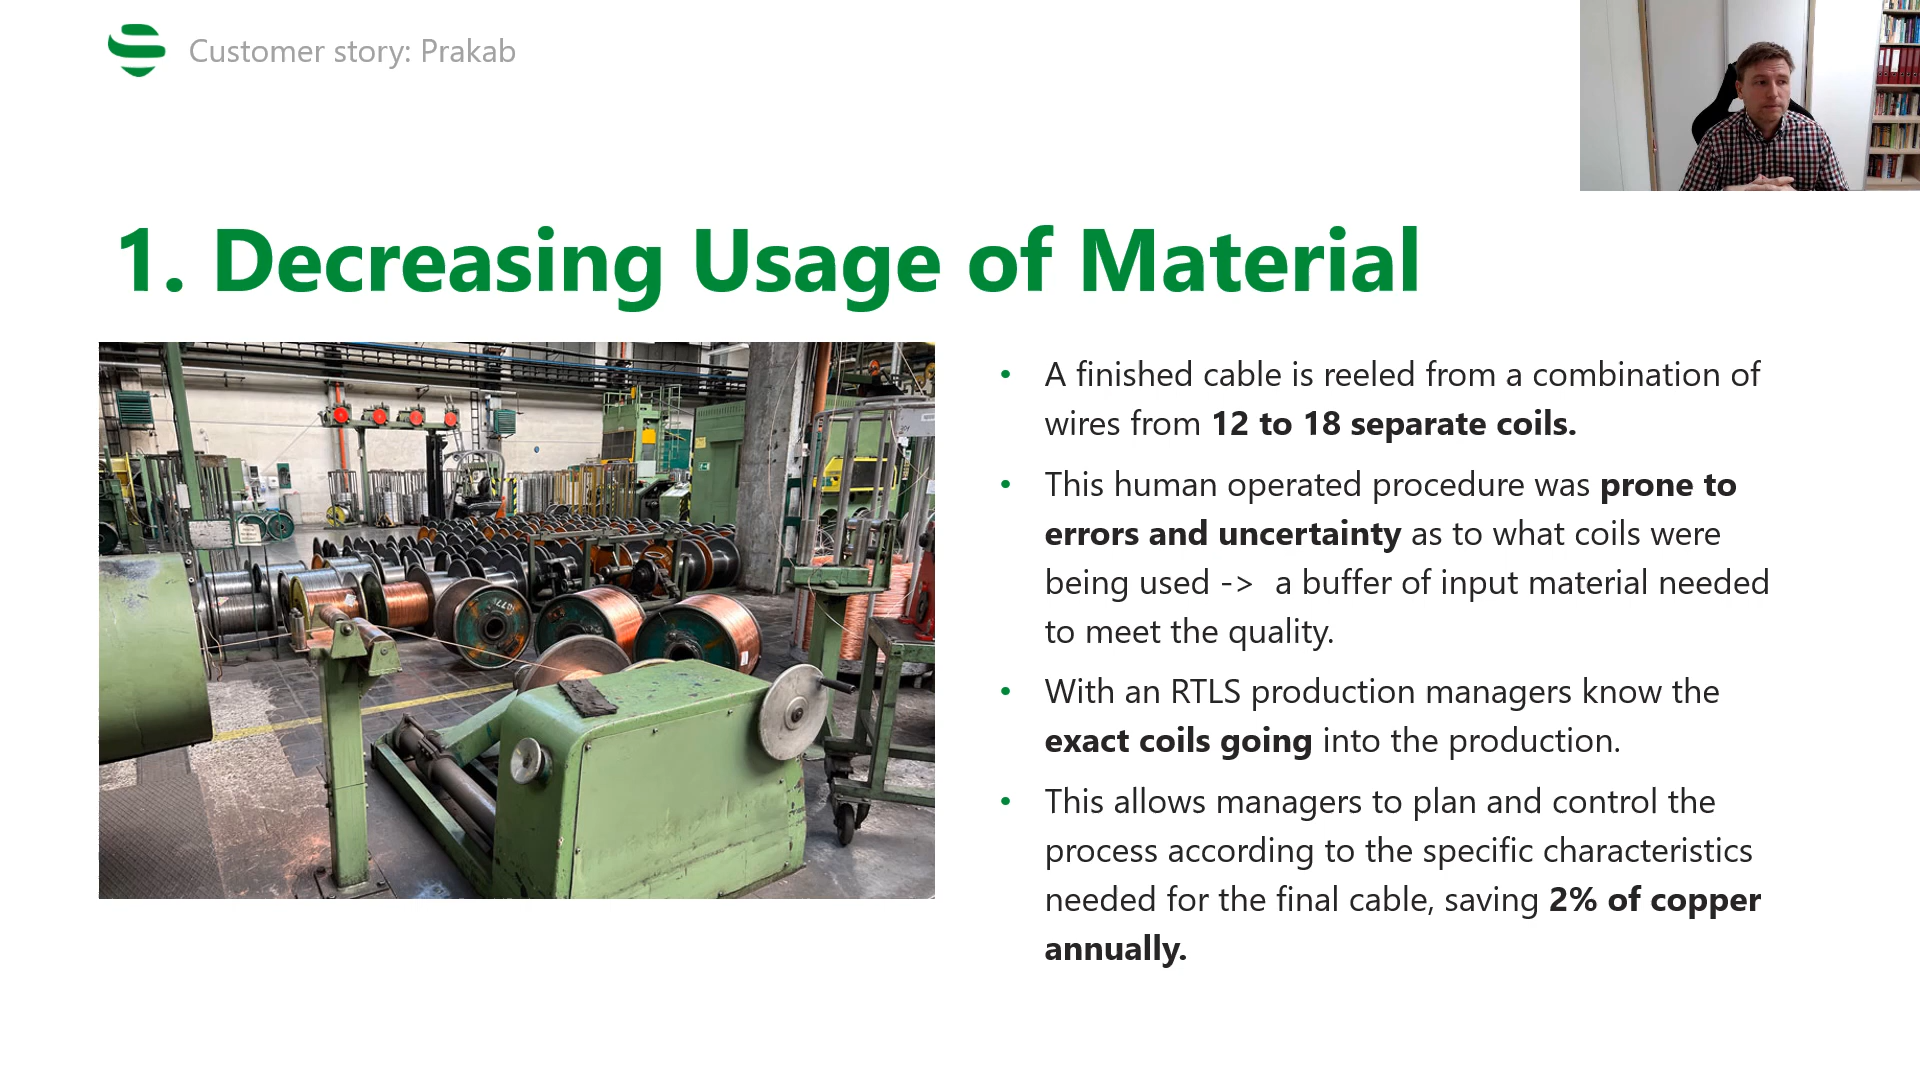 Customer story: Prakab
1. Decreasing Usage of Material
• A finished cable is reeled from a combination of
wires from 12 to 18 separate coils.
• This human operated procedure was prone to
errors and uncertainty as to what coils were
being used -> a buffer of input material needed
to meet the quality.
• With an RTLS production managers know the
exact coils going into the production.
• This allows managers to plan and control the
process according to the specific characteristics
needed for the final cable, saving 2% of copper
annually.